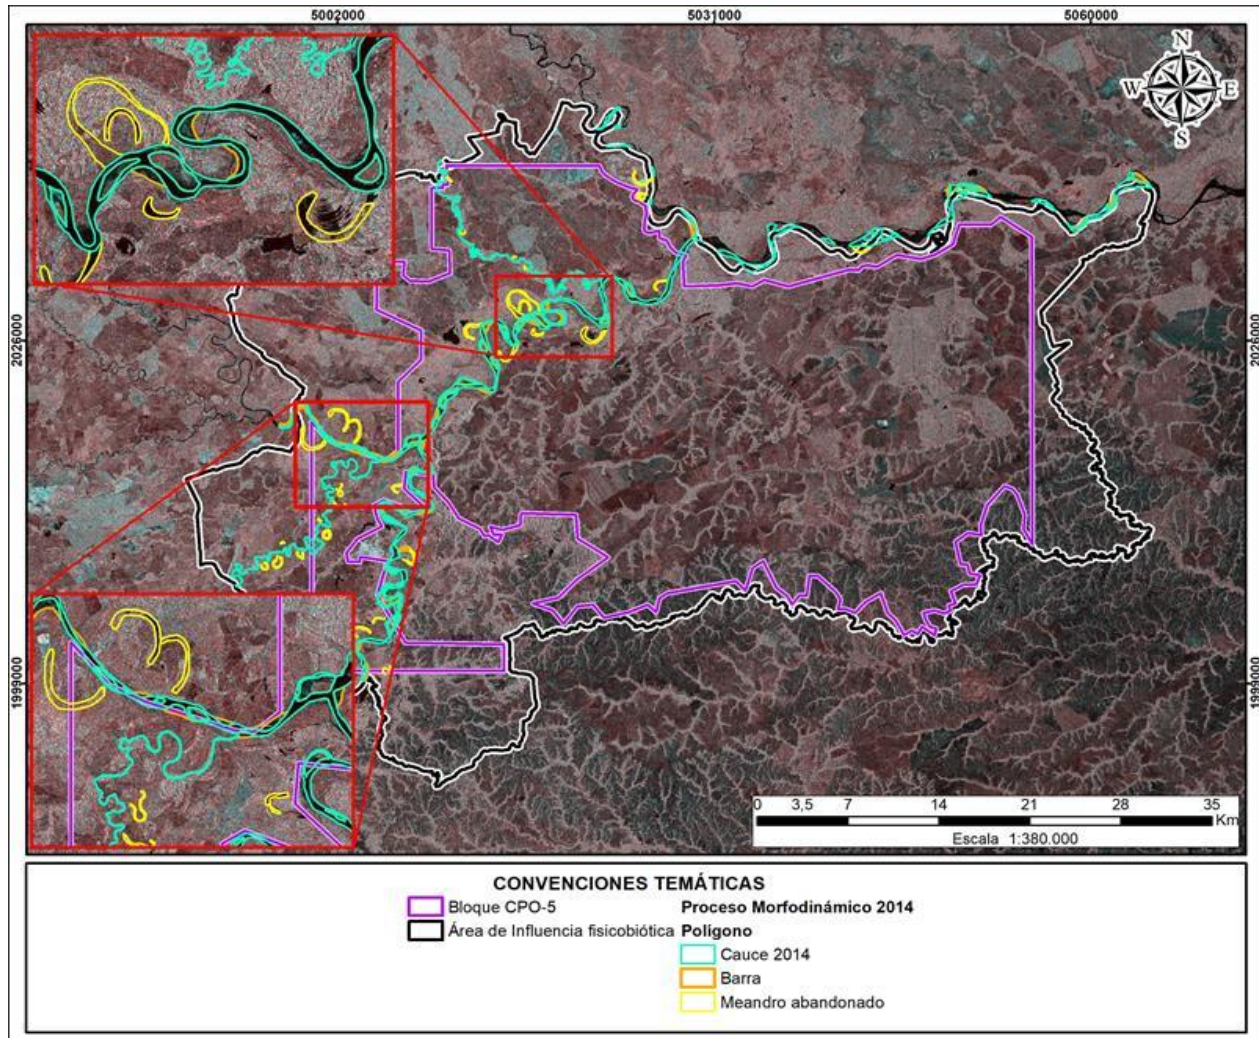 5002000 5031000 5060000
N
W E
S
2026000 2026000
1999000 1999000
0 3,5 7 14 21 28 35
Km
Escala 1:380.000
CONVENCIONES TEMÁTICAS
Bloque CPO-5
Área de Influencia fisicobiótica
Proceso Morfodinámico 2014
Polígono
Cauce 2014
Barra
Meandro abandonado